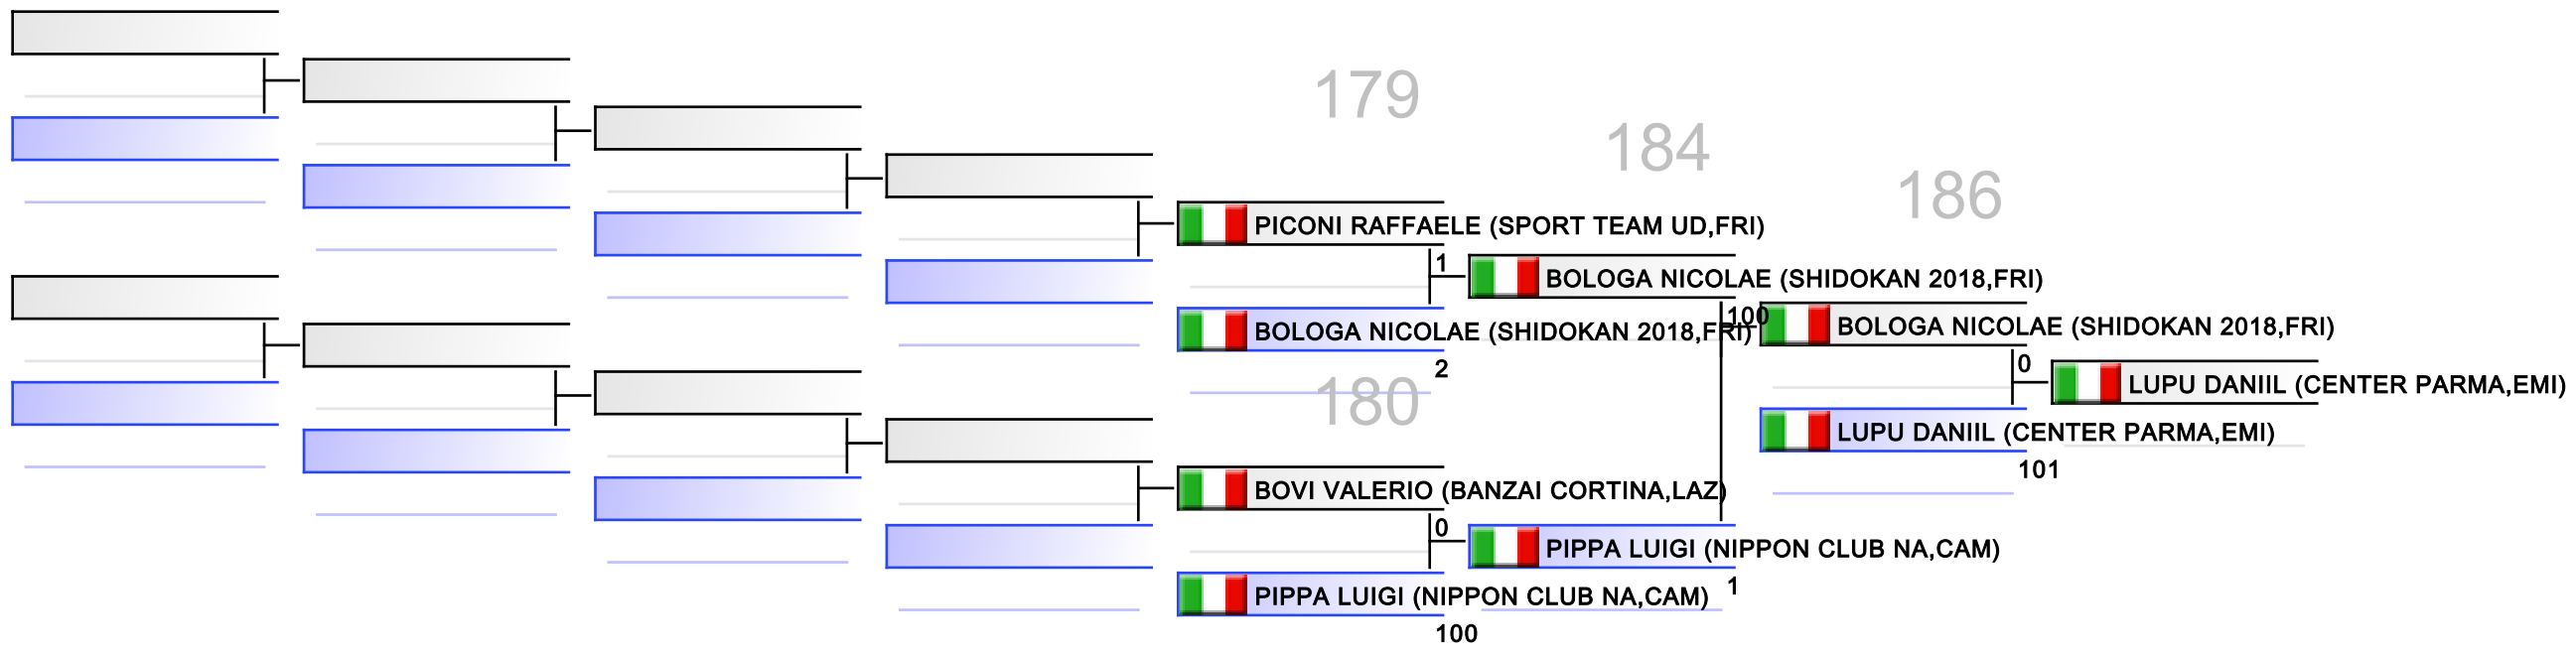 179
184
186
PICONI RAFFAELE (SPORT TEAM UD,FRI)
1
BOLOGA NICOLAE (SHIDOKAN 2018,FRI)
BOLOGA NICOLAE (SHIDOKAN 2018,FRI)
2
100
BOLOGA NICOLAE (SHIDOKAN 2018,FRI)
0
LUPU DANIIL (CENTER PARMA,EMI)
180
LUPU DANIIL (CENTER PARMA,EMI)
101
BOVI VALERIO (BANZAI CORTINA,LAZ)
0
PIPPA LUIGI (NIPPON CLUB NA,CAM)
1
PIPPA LUIGI (NIPPON CLUB NA,CAM)
100